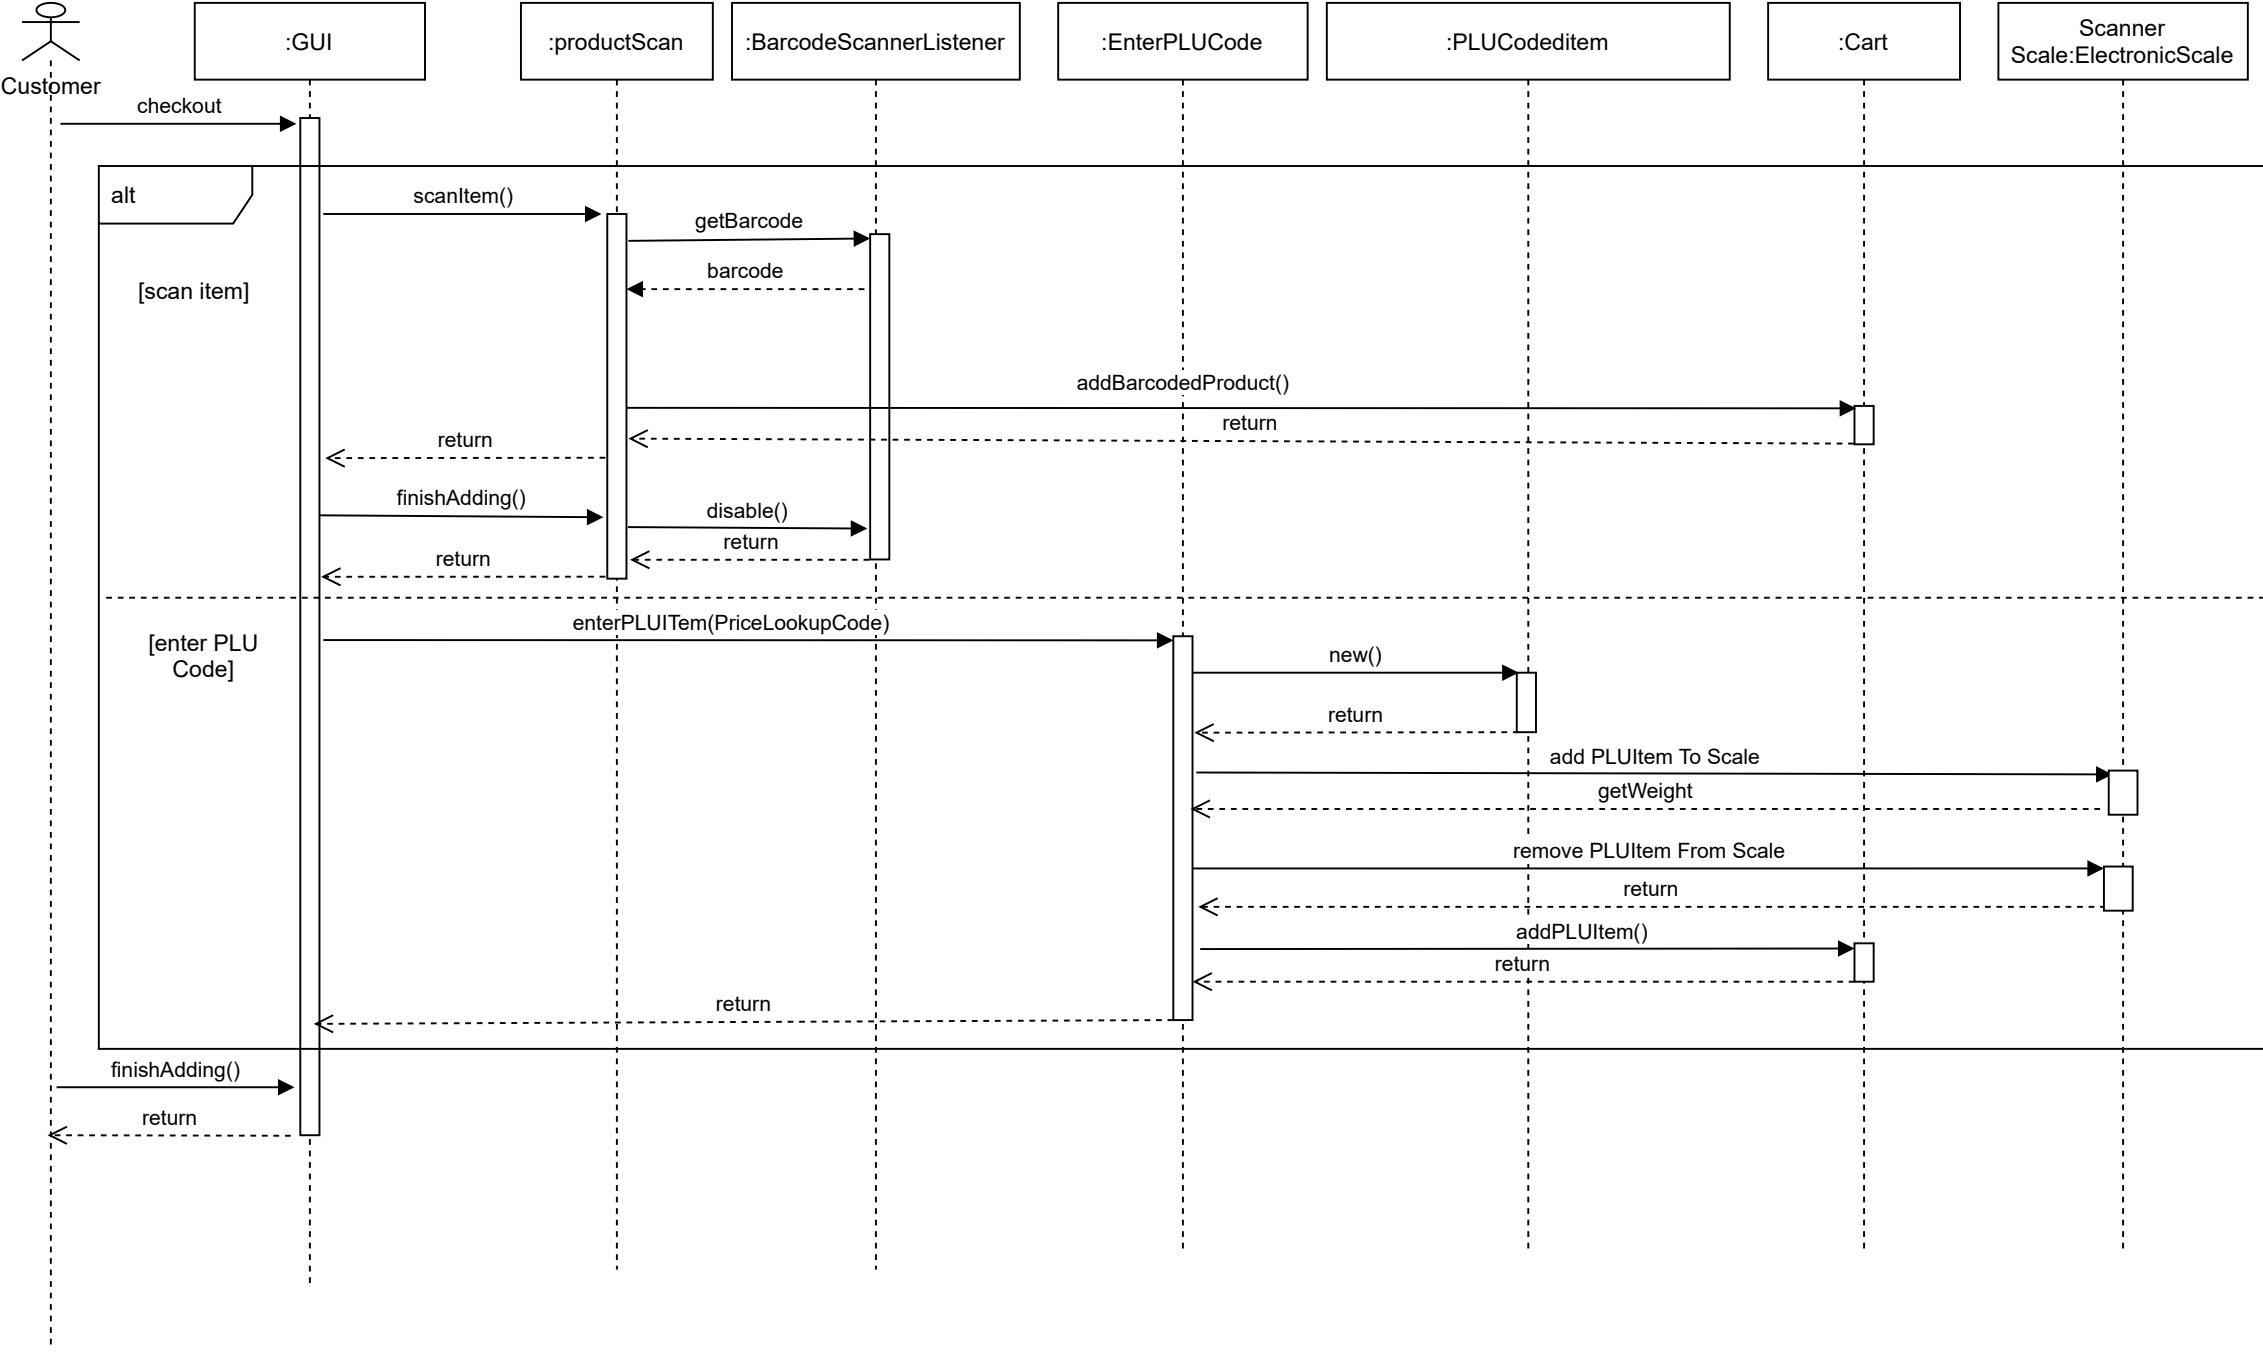 Customer
:GUI
:productScan
:BarcodeScannerListener
:EnterPLUCode
:PLUCodeditem
:Cart
Scanner
Scale:ElectronicScale
checkout
alt
scanItem()
getBarcode
barcode
[scan item]
addBarcodedProduct()
return
return
finishAdding()
disable()
return
return
enterPLUITem(PriceLookupCode)
[enter PLU
Code]
new()
return
add PLUItem To Scale
getWeight
remove PLUItem From Scale
return
addPLUItem()
return
return
finishAdding()
return